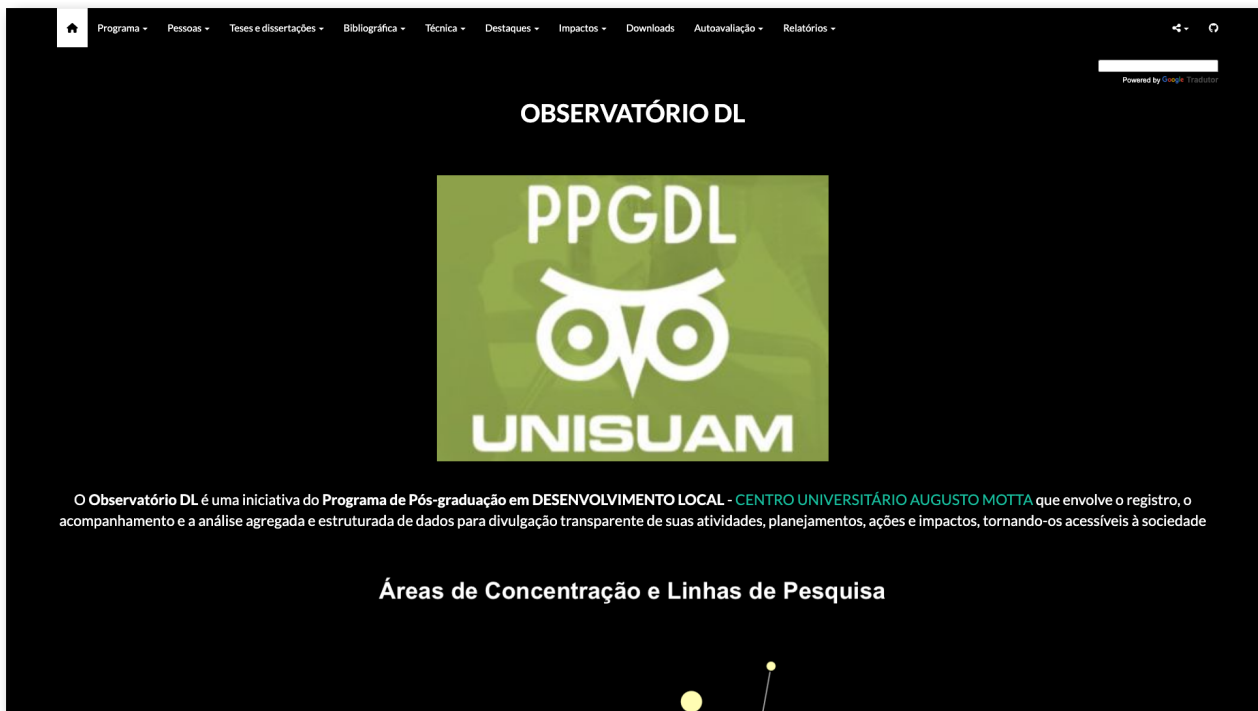 Programa Pessoas Teses e dissertações Bibliográfica Técnica Destaques Impactos Downloads Autoavaliação Relatórios
Powered by Google Tradutor
OBSERVATÓRIO DL
PPGDL
UNISUAM
O Observatório DL é uma iniciativa do Programa de Pós-graduação em DESENVOLVIMENTO LOCAL - CENTRO UNIVERSITÁRIO AUGUSTO MOTTA que envolve o registro, o
acompanhamento e a análise agregada e estruturada de dados para divulgação transparente de suas atividades, planejamentos, ações e impactos, tornando-os acessíveis à sociedade
Áreas de Concentração e Linhas de Pesquisa